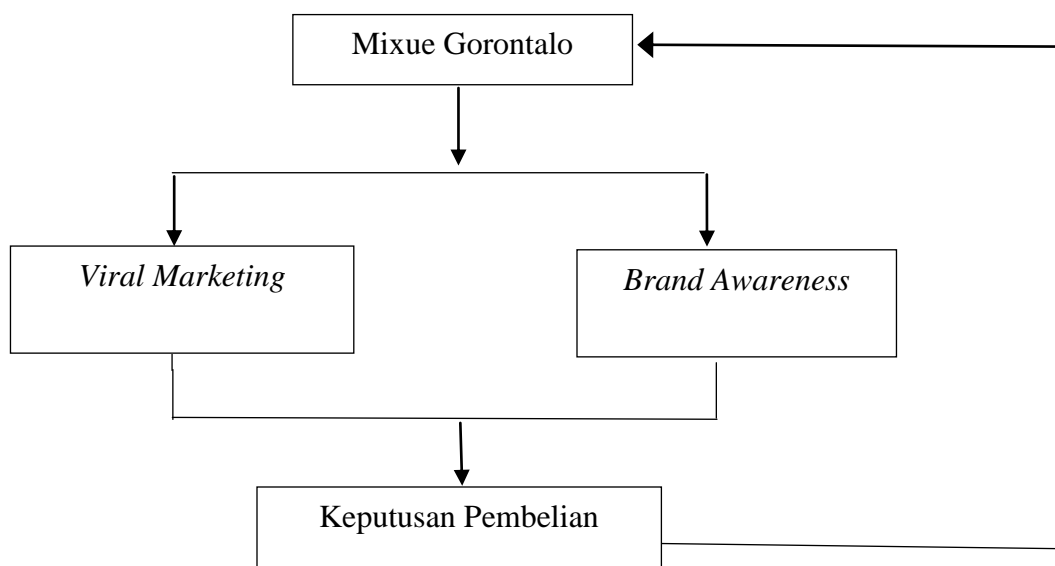 Mixue Gorontalo
Viral Marketing
Brand Awareness
Keputusan Pembelian